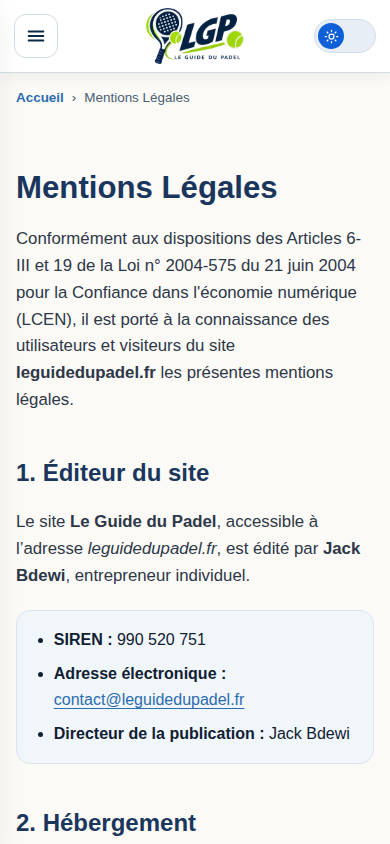 LGP
LE GUIDE DU PADEL
Accueil › Mentions Légales
Mentions Légales
Conformément aux dispositions des Articles 6-
III et 19 de la Loi n° 2004-575 du 21 juin 2004
pour la Confiance dans l'économie numérique
(LCEN), il est porté à la connaissance des
utilisateurs et visiteurs du site
leguidedupadel.fr les présentes mentions
légales.
1. Éditeur du site
Le site Le Guide du Padel, accessible à
l’adresse leguidedupadel.fr, est édité par Jack
Bdewi, entrepreneur individuel.
• SIREN : 990 520 751
• Adresse électronique :
contact@leguidedupadel.fr
• Directeur de la publication : Jack Bdewi
2. Hébergement